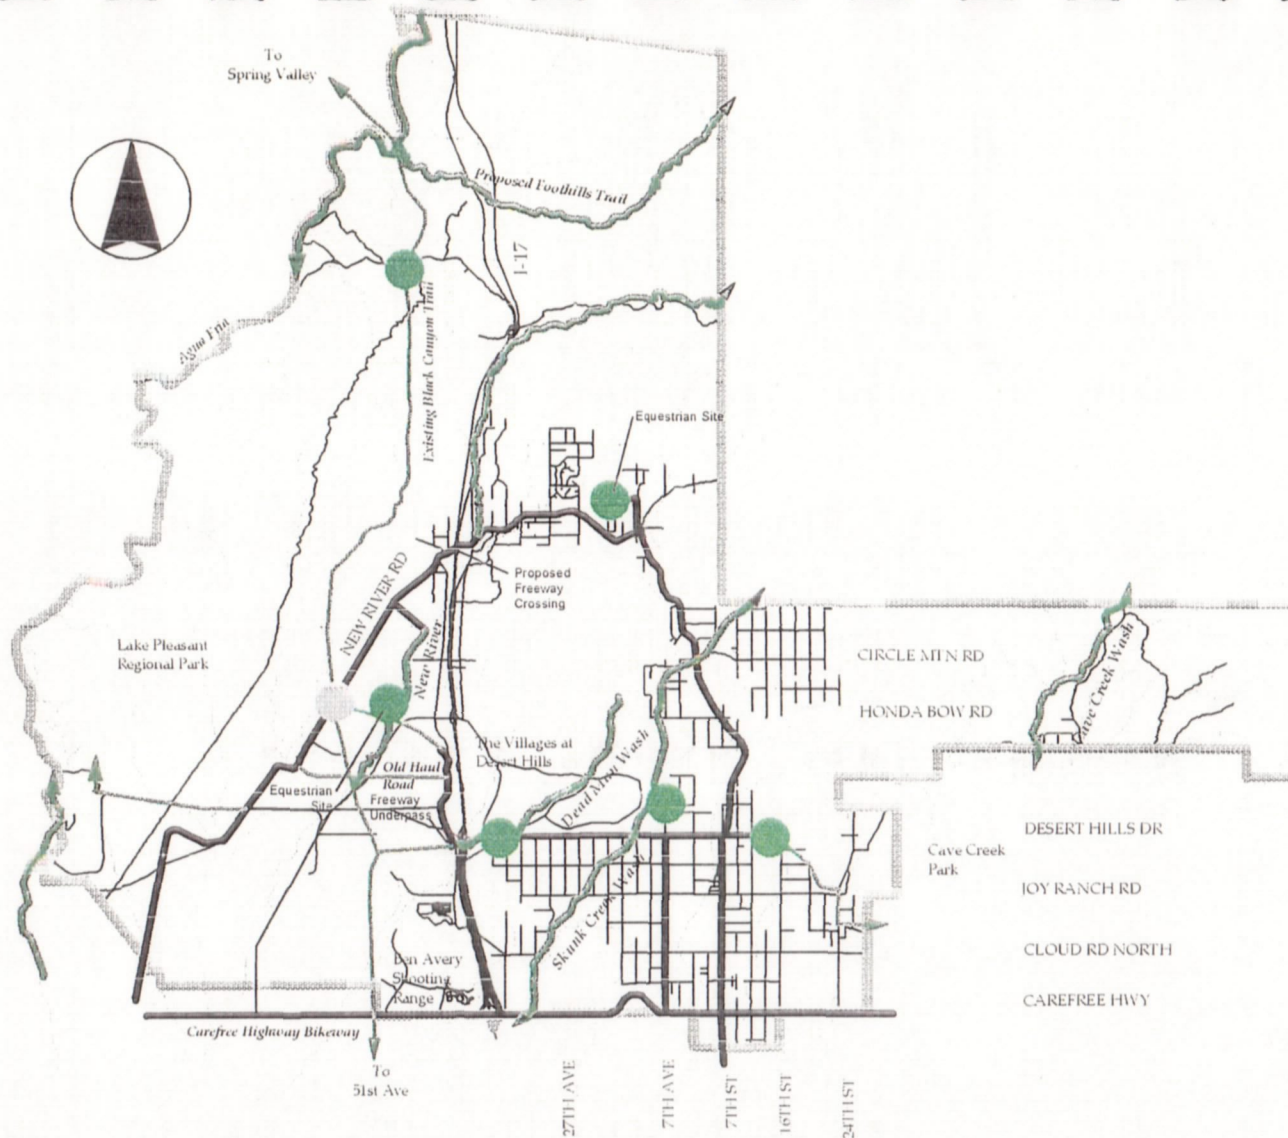 To
Spring Valley
Proposed Foothills Trail
I-17
Agua Fria
Existing Black Canyon Trail
Equestrian Site
NEW RIVER RD
Proposed
Freeway
Crossing
New River
Lake Pleasant
Regional Park
CIRCLE MTN RD
Cave Creek Wash
HONDA BOW RD
The Villages at
Desert Hills
Dead Man Wash
Old Haul
Road
Equestrian
Site
Freeway
Underpass
DESERT HILLS DR
Cave Creek
Park
JOY RANCH RD
Skunk Creek Wash
CLOUD RD NORTH
Ben Avery
Shooting
Range
CAREFREE HWY
Carefree Highway Bikeway
To
51st Ave
27TH AVE
7TH AVE
7TH ST
16TH ST
24TH ST